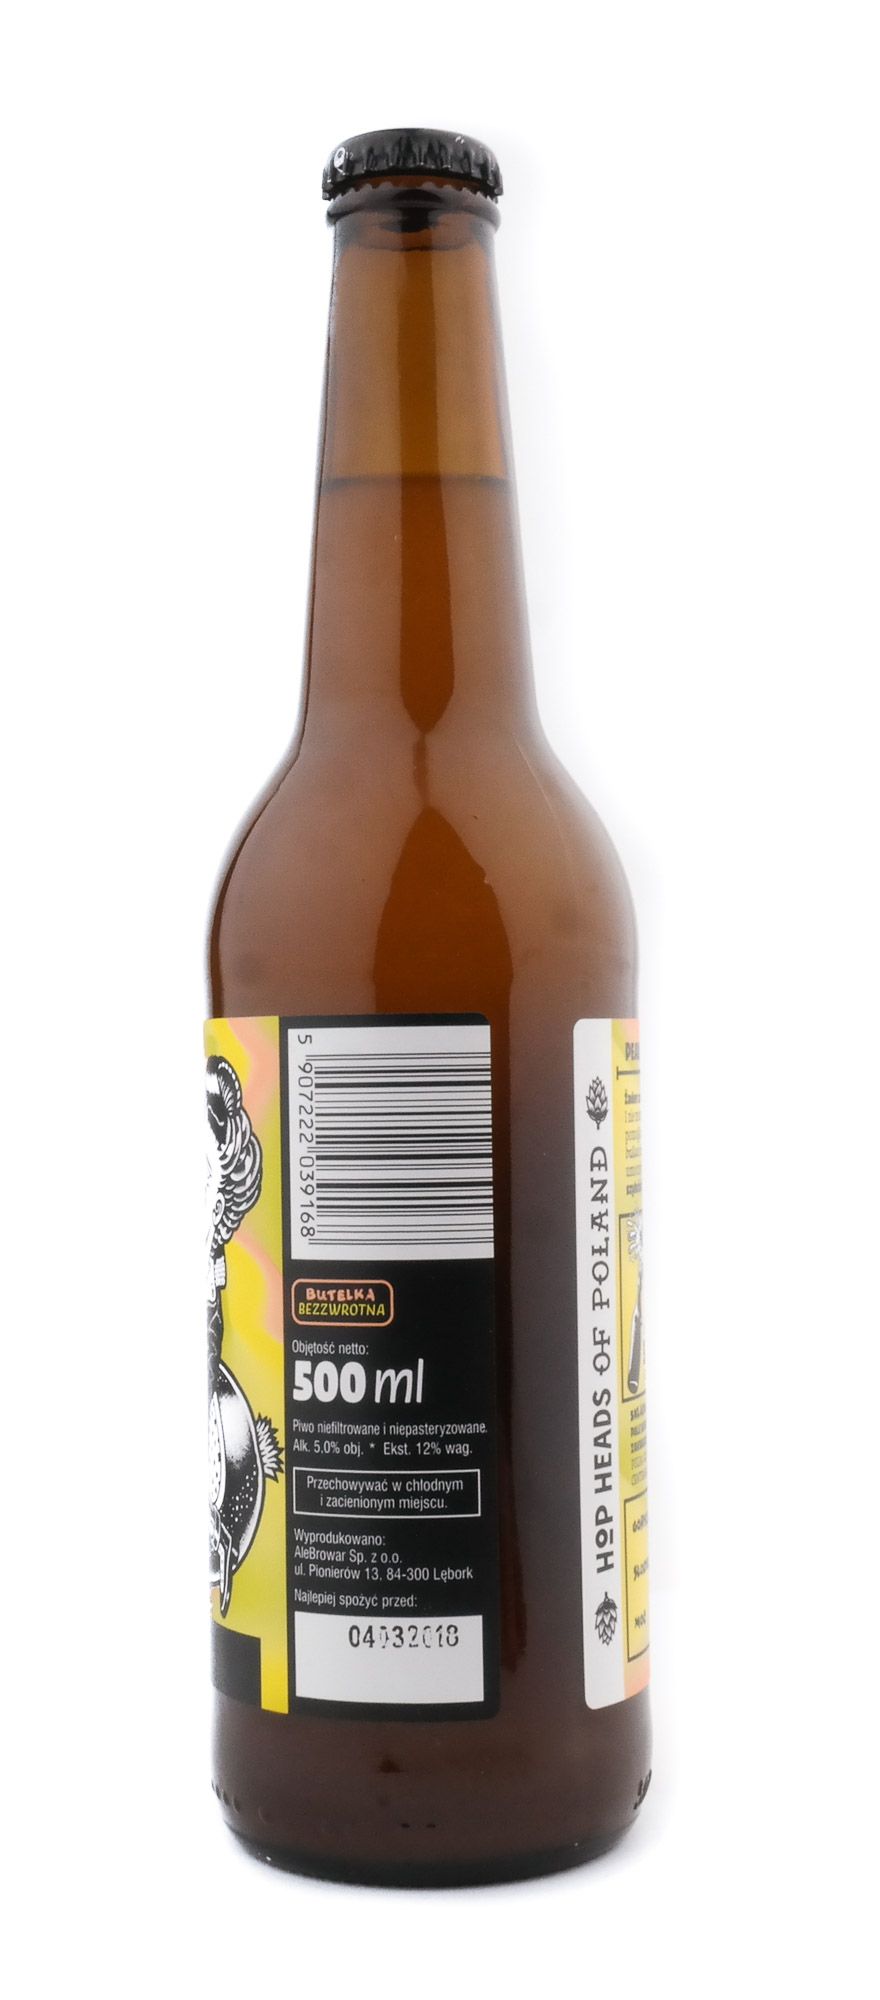 5 907222 039168
BUTELKA
BEZZWROTNA
Objętość netto:
500 ml
Piwo niefiltrowane i niepasteryzowane.
Alk. 5.0% obj. * Ekst. 12% wag.
Przechowywać w chłodnym
i zacienionym miejscu.
Wyprodukowano:
AleBrowar Sp. z o.o.
ul. Pionierów 13, 84-300 Lębork
Najlepiej spożyć przed:
04032018
HOP HEADS OF POLAND